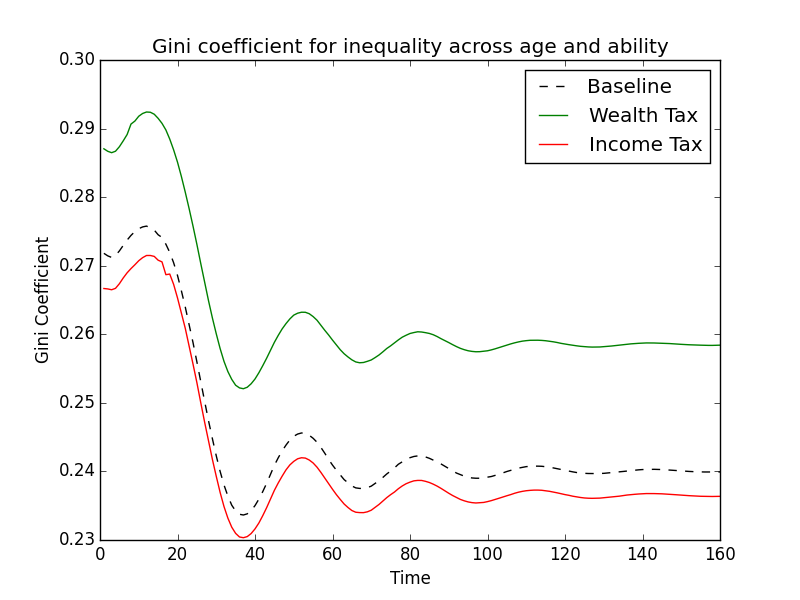 Gini coefficient for inequality across age and ability
0.30
0.29
0.28
0.27
0.26
0.25
0.24
0.23
Gini Coefficient
Baseline
Wealth Tax
Income Tax
0 20 40 60 80 100 120 140 160
Time